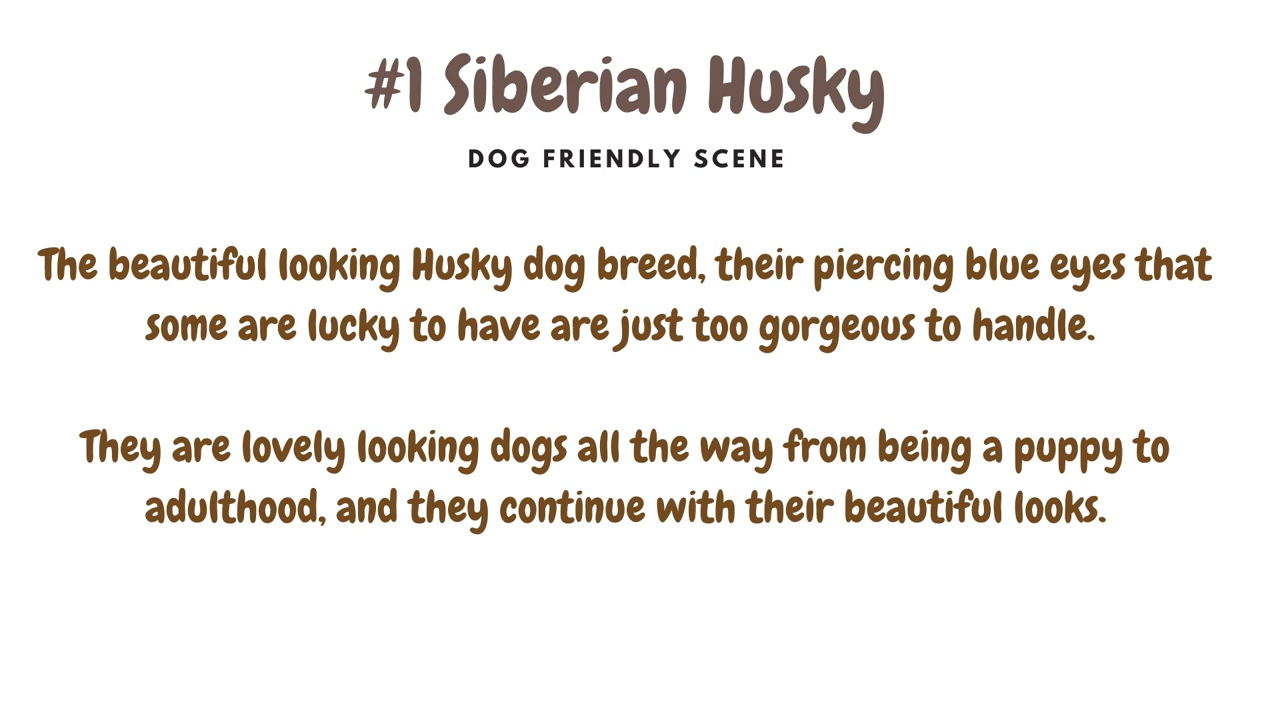 #1 Siberian Husky
DOG FRIENDLY SCENE
The beautiful looking Husky dog breed, their piercing blue eyes that
some are lucky to have are just too gorgeous to handle.
They are lovely looking dogs all the way from being a puppy to
adulthood, and they continue with their beautiful looks.